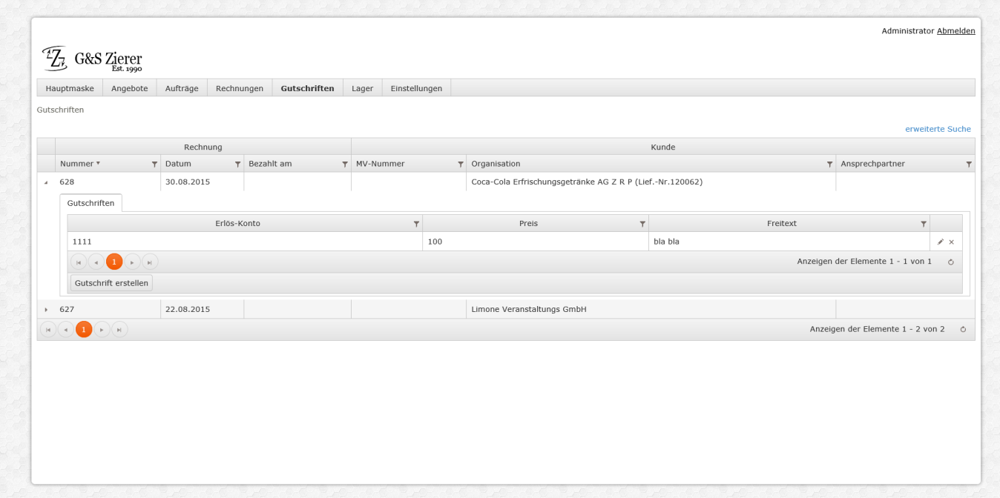 Administrator Abmelden
G&S Zierer
Est. 1990
Hauptmaske Angebote Aufträge Rechnungen Gutschriften Lager Einstellungen
Gutschriften
erweiterte Suche
Rechnung Kunde
Nummer Datum Bezahlt am MV-Nummer Organisation Ansprechpartner
628 30.08.2015 Coca-Cola Erfrischungsgetränke AG Z R P (Lief.-Nr.120062)
Gutschriften
Erlös-Konto Preis Freitext
1111 100 bla bla
1 Anzeigen der Elemente 1 - 1 von 1
Gutschrift erstellen
627 22.08.2015 Limone Veranstaltungs GmbH
1 Anzeigen der Elemente 1 - 2 von 2